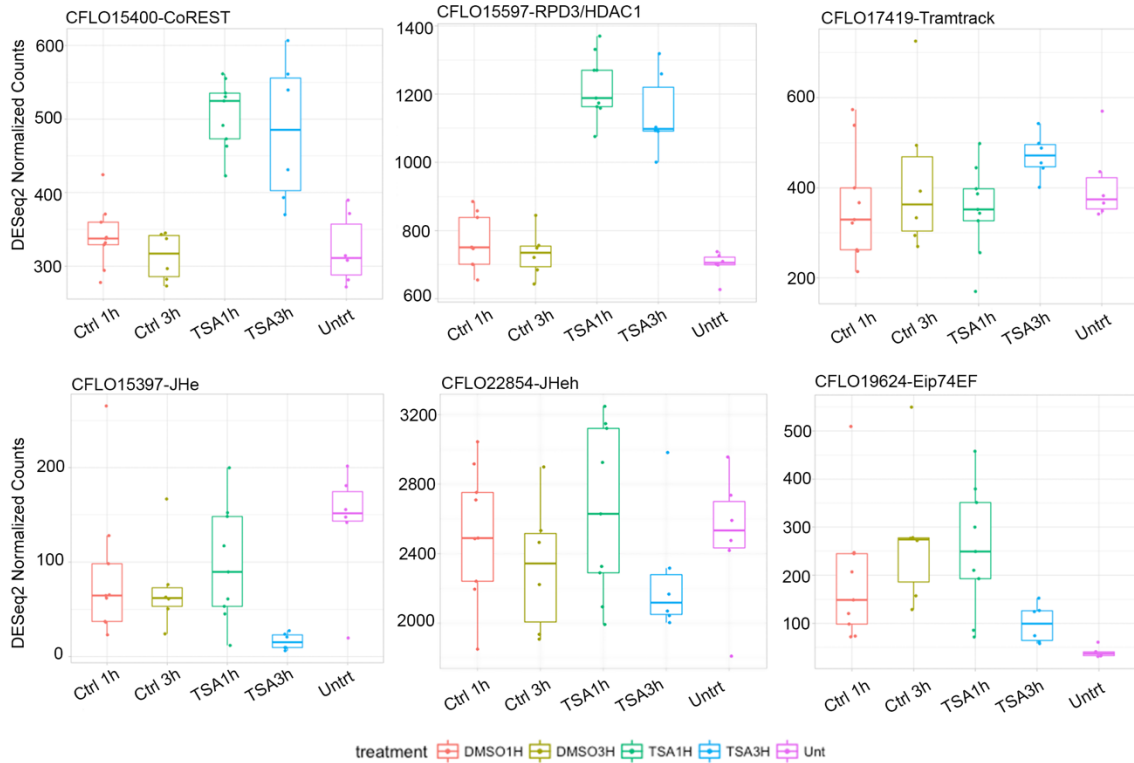 CFLO15400-CoREST
CFLO15597-RPD3/HDAC1
CFLO17419-Tramtrack
DESeq2 Normalized Counts
600
500
400
300
1400
1200
1000
800
600
600
400
200
Ctrl 1h Ctrl 3h TSA1h TSA3h Untrt
Ctrl 1h Ctrl 3h TSA1h TSA3h Untrt
Ctrl 1h Ctrl 3h TSA1h TSA3h Untrt
CFLO15397-JHe
CFLO22854-JHeh
CFLO19624-Eip74EF
DESeq2 Normalized Counts
200
100
0
3200
2800
2400
2000
500
400
300
200
100
Ctrl 1h Ctrl 3h TSA1h TSA3h Untrt
Ctrl 1h Ctrl 3h TSA1h TSA3h Untrt
Ctrl 1h Ctrl 3h TSA1h TSA3h Untrt
treatment DMSO1H DMSO3H TSA1H TSA3H Unt